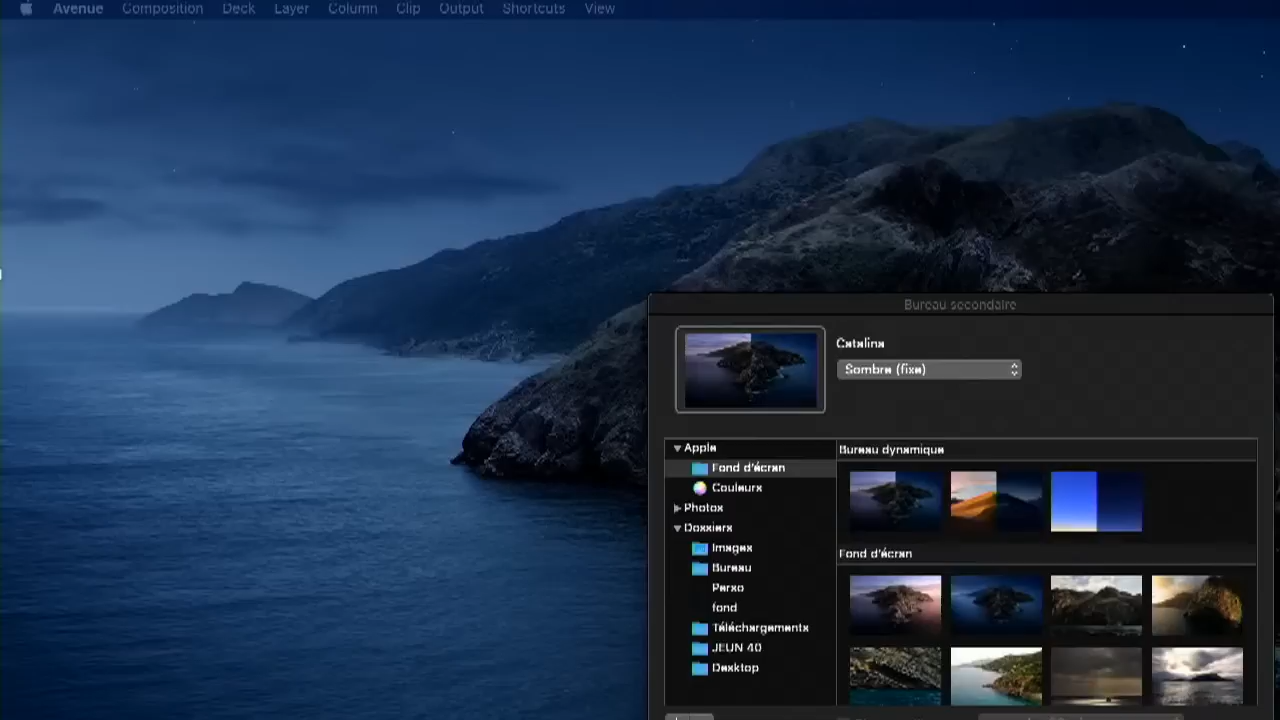 Avenue Composition Deck Layer Column Clip Output Shortcuts View
Bureau secondaire
Catalina
Sombre (fixe)
Apple
Fond d'écran
Couleurs
Photos
Dossiers
Images
Bureau
Perso
fond
Téléchargements
JEUN 40
Desktop
Bureau dynamique
Fond d'écran